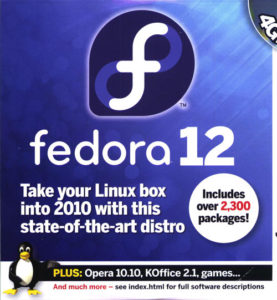 4G
fedora 12
TM
Take your Linux box
into 2010 with this
state-of-the-art distro
Includes
over 2,300
packages!
PLUS: Opera 10.10, KOffice 2.1, games...
And much more – see index.html for full software descriptions